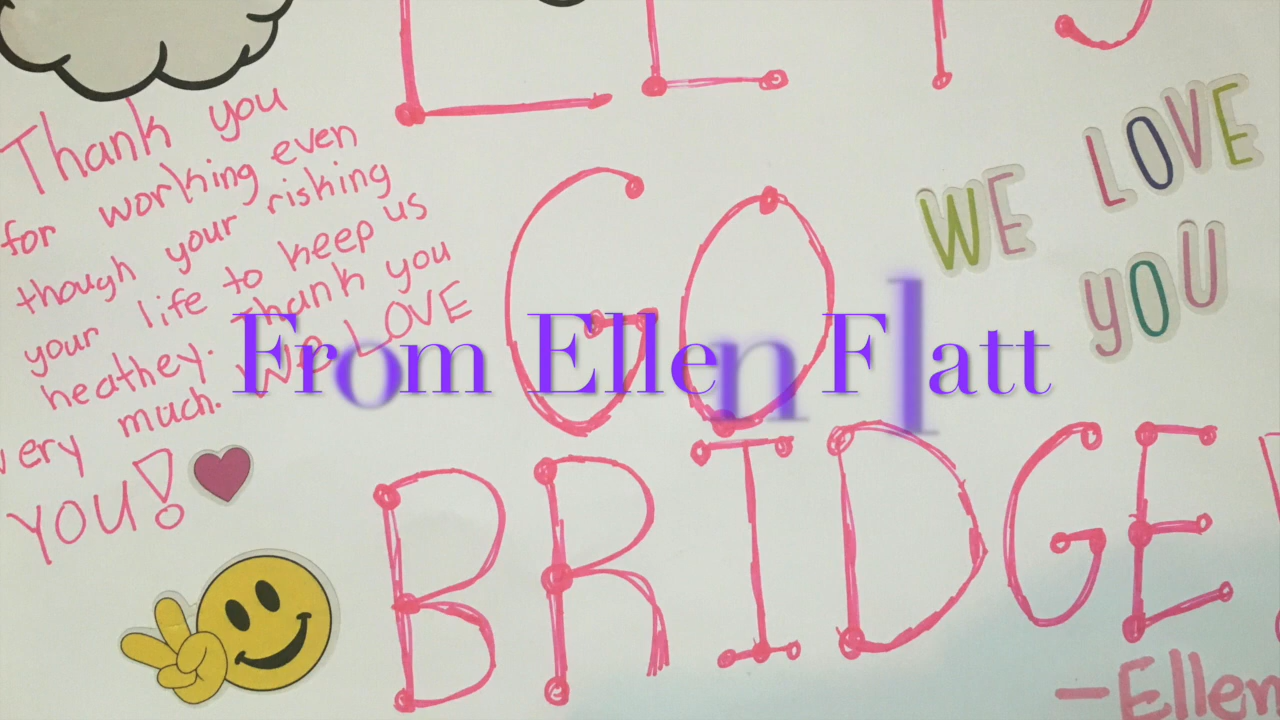 LETS
Thank you
for working even
though your risking
your life to keep us
heathey. Thank you
very much. We LOVE
YOU!
WE LOVE
YOU
GO
From Ellen Flatt
BRIDGE
-Ellen